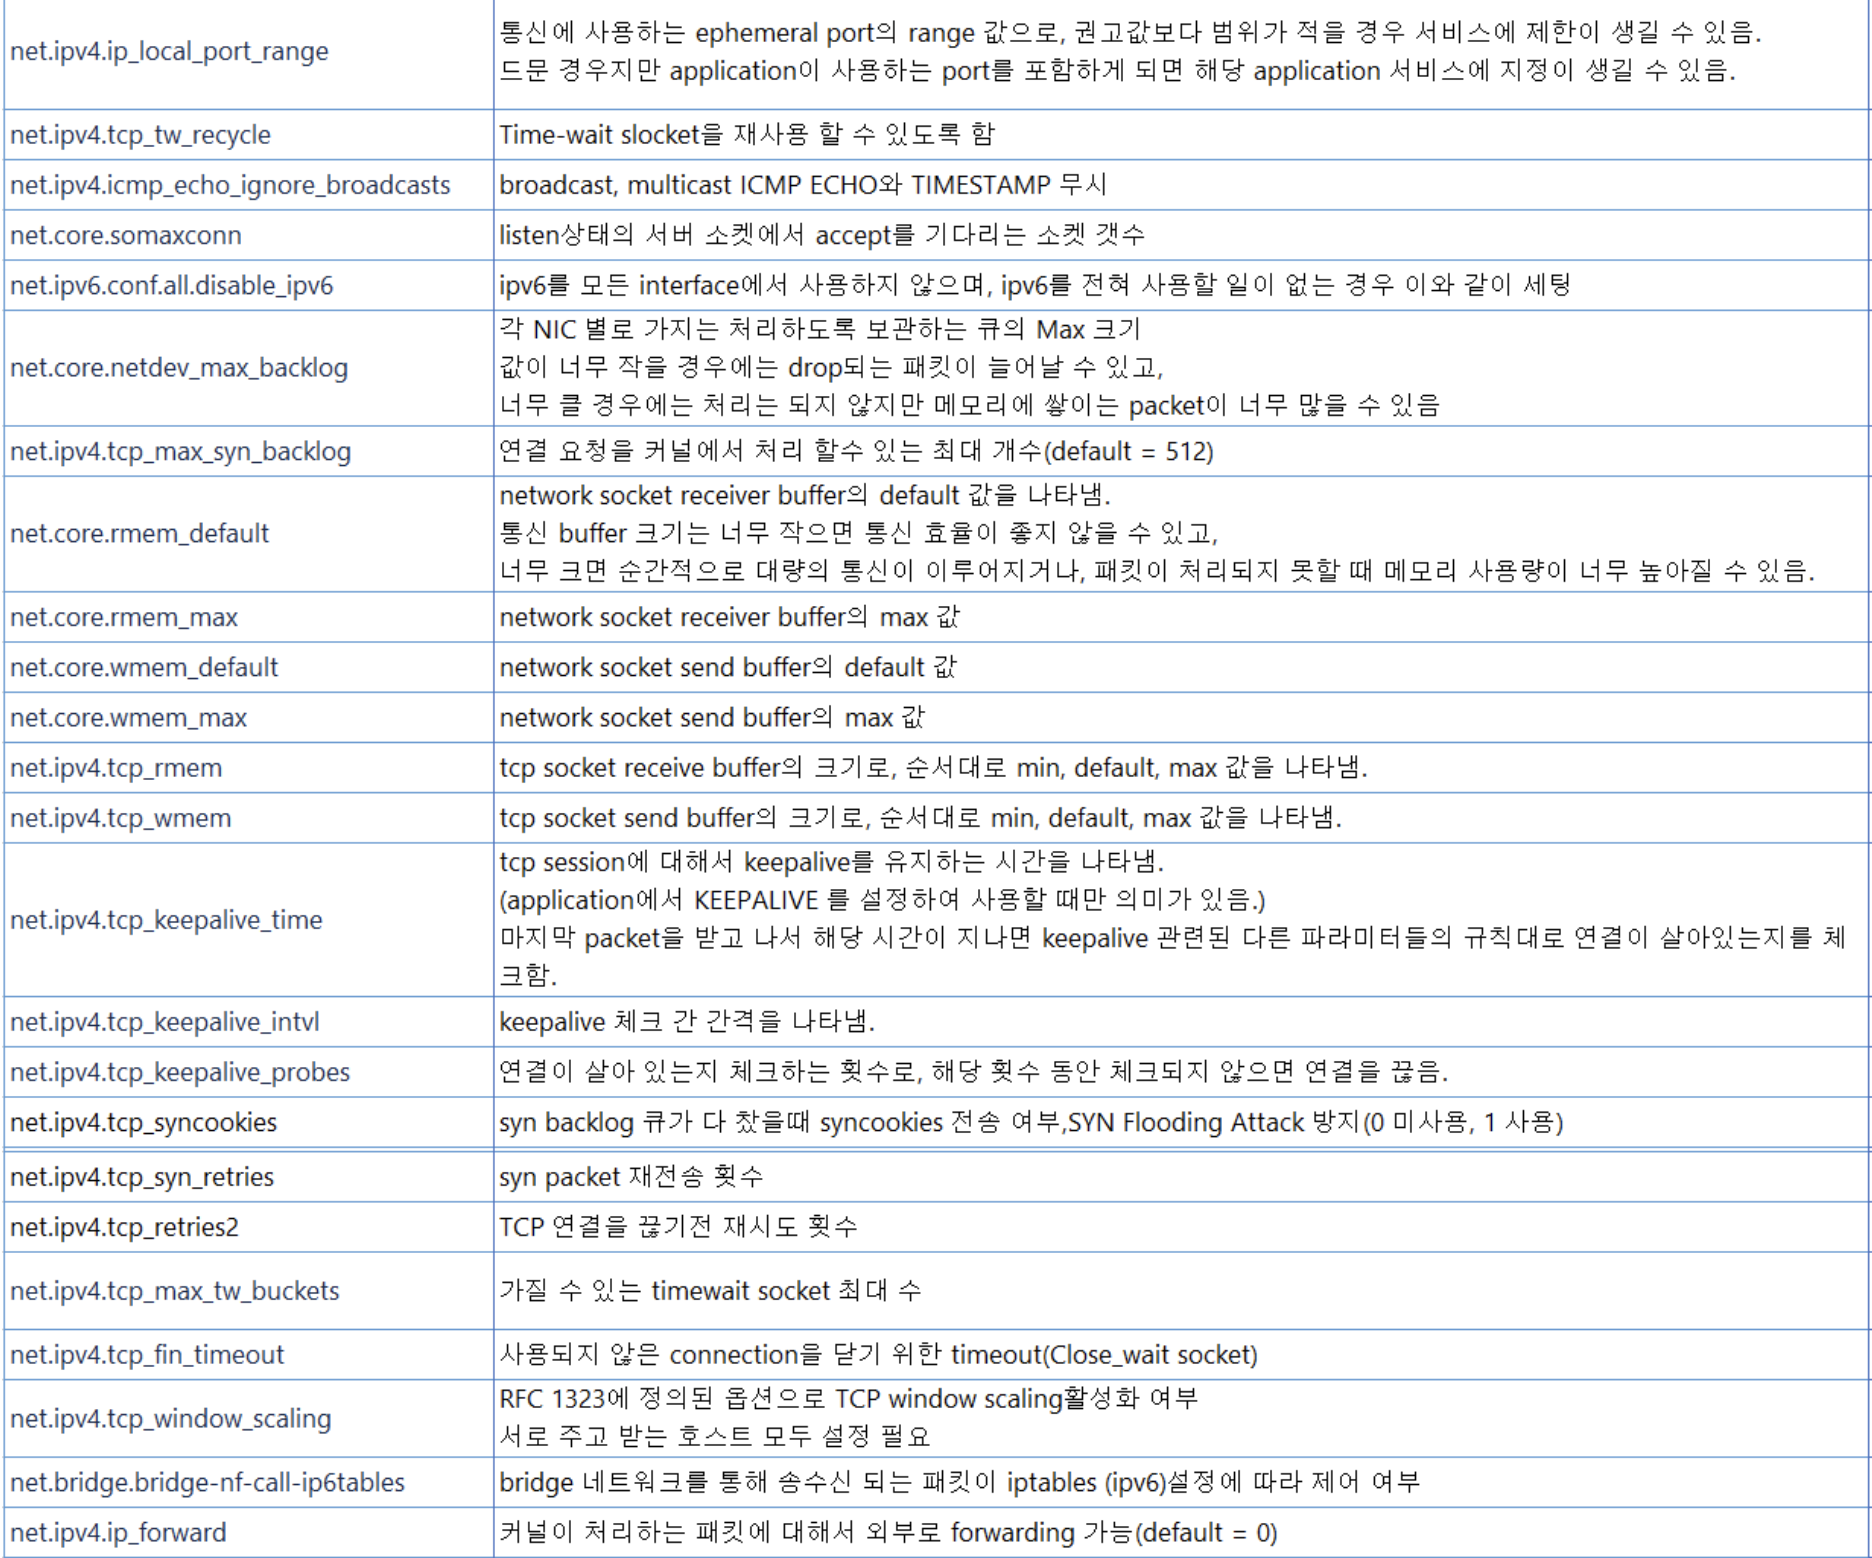 net.ipv4.ip_local_port_range
통신에 사용하는 ephemeral port의 range 값으로, 권고값보다 범위가 적을 경우 서비스에 제한이 생길 수 있음.
드문 경우지만 application이 사용하는 port를 포함하게 되면 해당 application 서비스에 지정이 생길 수 있음.
net.ipv4.tcp_tw_recycle
Time-wait slocket을 재사용 할 수 있도록 함
net.ipv4.icmp_echo_ignore_broadcasts
broadcast, multicast ICMP ECHO와 TIMESTAMP 무시
net.core.somaxconn
listen상태의 서버 소켓에서 accept를 기다리는 소켓 갯수
net.ipv6.conf.all.disable_ipv6
ipv6를 모든 interface에서 사용하지 않으며, ipv6를 전혀 사용할 일이 없는 경우 이와 같이 세팅
net.core.netdev_max_backlog
각 NIC 별로 가지는 처리하도록 보관하는 큐의 Max 크기
값이 너무 작을 경우에는 drop되는 패킷이 늘어날 수 있고,
너무 클 경우에는 처리는 되지 않지만 메모리에 쌓이는 packet이 너무 많을 수 있음
net.ipv4.tcp_max_syn_backlog
연결 요청을 커널에서 처리 할수 있는 최대 개수(default = 512)
net.core.rmem_default
network socket receiver buffer의 default 값을 나타냄.
통신 buffer 크기는 너무 작으면 통신 효율이 좋지 않을 수 있고,
너무 크면 순간적으로 대량의 통신이 이루어지거나, 패킷이 처리되지 못할 때 메모리 사용량이 너무 높아질 수 있음.
net.core.rmem_max
network socket receiver buffer의 max 값
net.core.wmem_default
network socket send buffer의 default 값
net.core.wmem_max
network socket send buffer의 max 값
net.ipv4.tcp_rmem
tcp socket receive buffer의 크기로, 순서대로 min, default, max 값을 나타냄.
net.ipv4.tcp_wmem
tcp socket send buffer의 크기로, 순서대로 min, default, max 값을 나타냄.
net.ipv4.tcp_keepalive_time
tcp session에 대해서 keepalive를 유지하는 시간을 나타냄.
(application에서 KEEPALIVE 를 설정하여 사용할 때만 의미가 있음.)
마지막 packet을 받고 나서 해당 시간이 지나면 keepalive 관련된 다른 파라미터들의 규칙대로 연결이 살아있는지를 체
크함.
net.ipv4.tcp_keepalive_intvl
keepalive 체크 간 간격을 나타냄.
net.ipv4.tcp_keepalive_probes
연결이 살아 있는지 체크하는 횟수로, 해당 횟수 동안 체크되지 않으면 연결을 끊음.
net.ipv4.tcp_syncookies
syn backlog 큐가 다 찼을때 syncookies 전송 여부,SYN Flooding Attack 방지(0 미사용, 1 사용)
net.ipv4.tcp_syn_retries
syn packet 재전송 횟수
net.ipv4.tcp_retries2
TCP 연결을 끊기전 재시도 횟수
net.ipv4.tcp_max_tw_buckets
가질 수 있는 timewait socket 최대 수
net.ipv4.tcp_fin_timeout
사용되지 않은 connection을 닫기 위한 timeout(Close_wait socket)
net.ipv4.tcp_window_scaling
RFC 1323에 정의된 옵션으로 TCP window scaling활성화 여부
서로 주고 받는 호스트 모두 설정 필요
net.bridge.bridge-nf-call-ip6tables
bridge 네트워크를 통해 송수신 되는 패킷이 iptables (ipv6)설정에 따라 제어 여부
net.ipv4.ip_forward
커널이 처리하는 패킷에 대해서 외부로 forwarding 가능(default = 0)